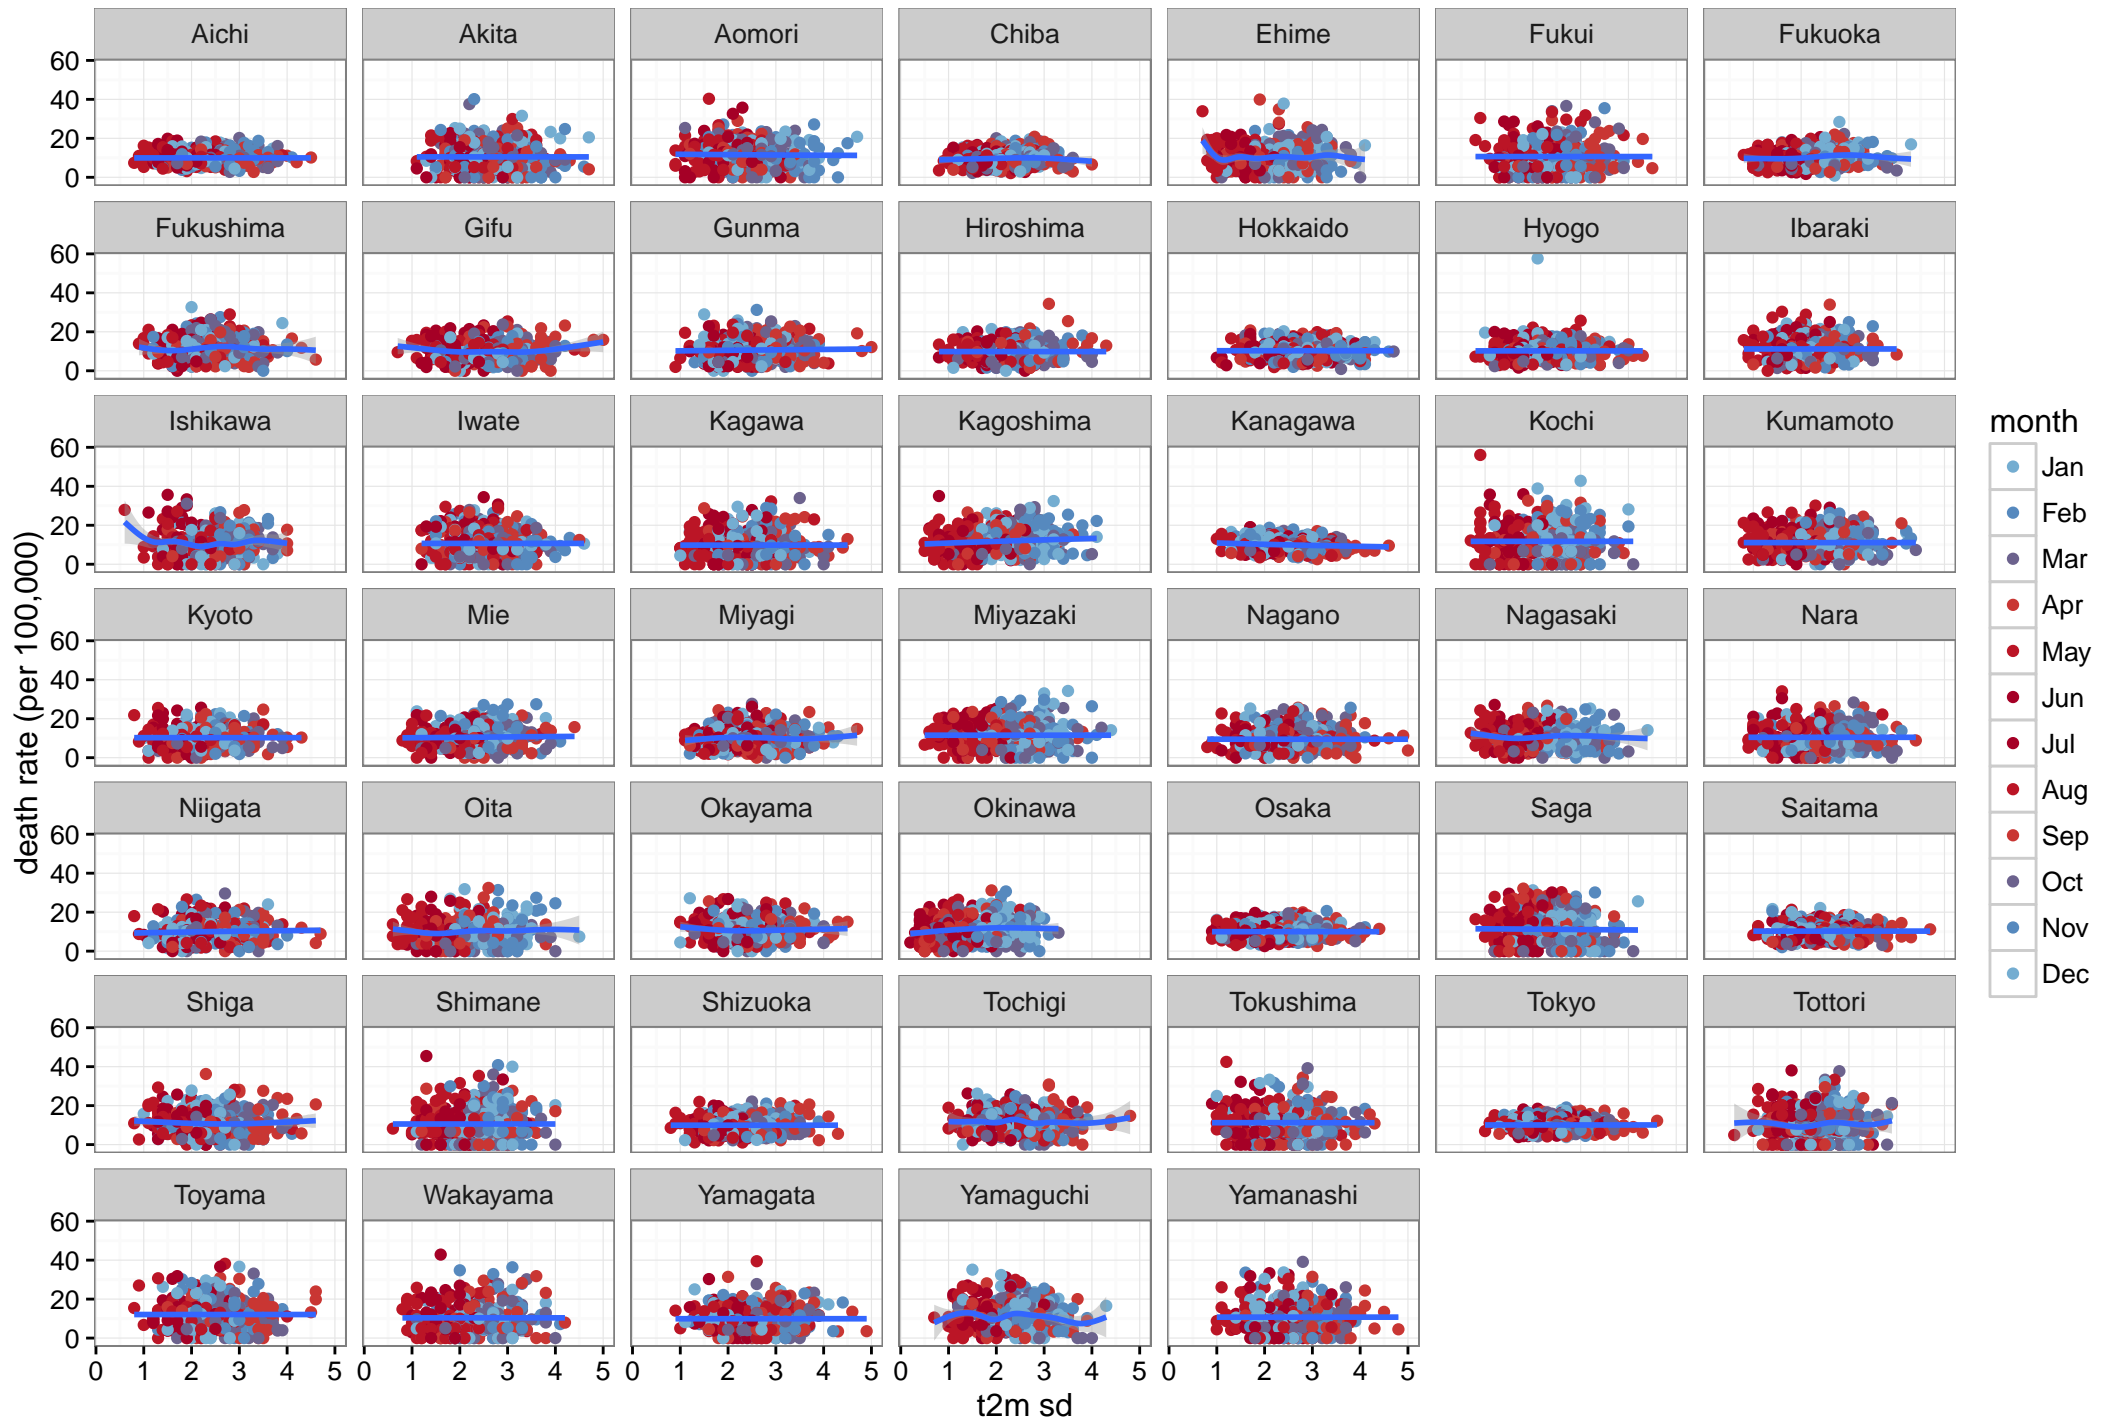 Aichi Akita Aomori Chiba Ehime Fukui Fukuoka
60
40
20
0
Fukushima Gifu Gunma Hiroshima Hokkaido Hyogo Ibaraki
60
40
20
0
Ishikawa Iwate Kagawa Kagoshima Kanagawa Kochi Kumamoto
60
40
20
0
Kyoto Mie Miyagi Miyazaki Nagano Nagasaki Nara
60
40
20
0
Niigata Oita Okayama Okinawa Osaka Saga Saitama
60
40
20
0
Shiga Shimane Shizuoka Tochigi Tokushima Tokyo Tottori
60
40
20
0
Toyama Wakayama Yamagata Yamaguchi Yamanashi
60
40
20
0
0 1 2 3 4 5 0 1 2 3 4 5 0 1 2 3 4 5 0 1 2 3 4 5 0 1 2 3 4 5
t2m sd
death rate (per 100,000)
month
Jan
Feb
Mar
Apr
May
Jun
Jul
Aug
Sep
Oct
Nov
Dec